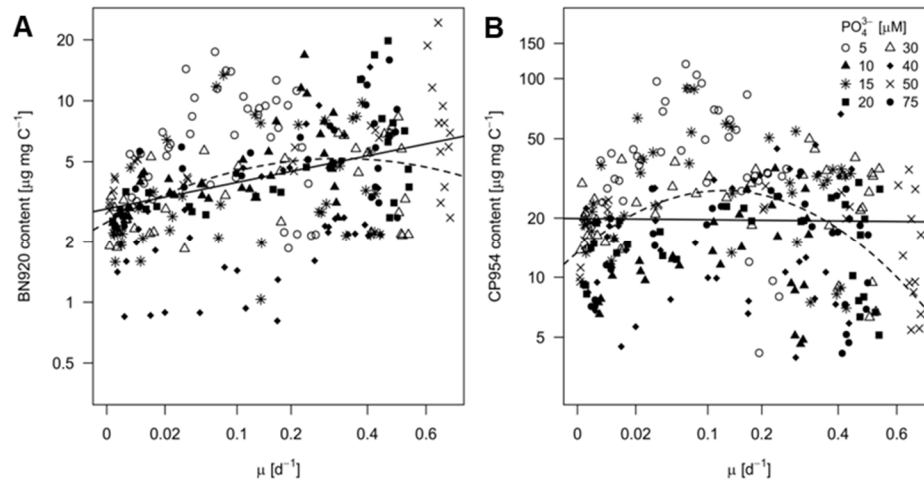 A
B
BN920 content [µg mg C⁻¹]
20
10
5
2
1
0.5
0 0.02 0.1 0.2 0.4 0.6
μ [d⁻¹]
CP954 content [µg mg C⁻¹]
150
100
50
20
10
5
0 0.02 0.1 0.2 0.4 0.6
μ [d⁻¹]
PO₄³⁻ [µM]
5 30
10 40
15 50
20 75